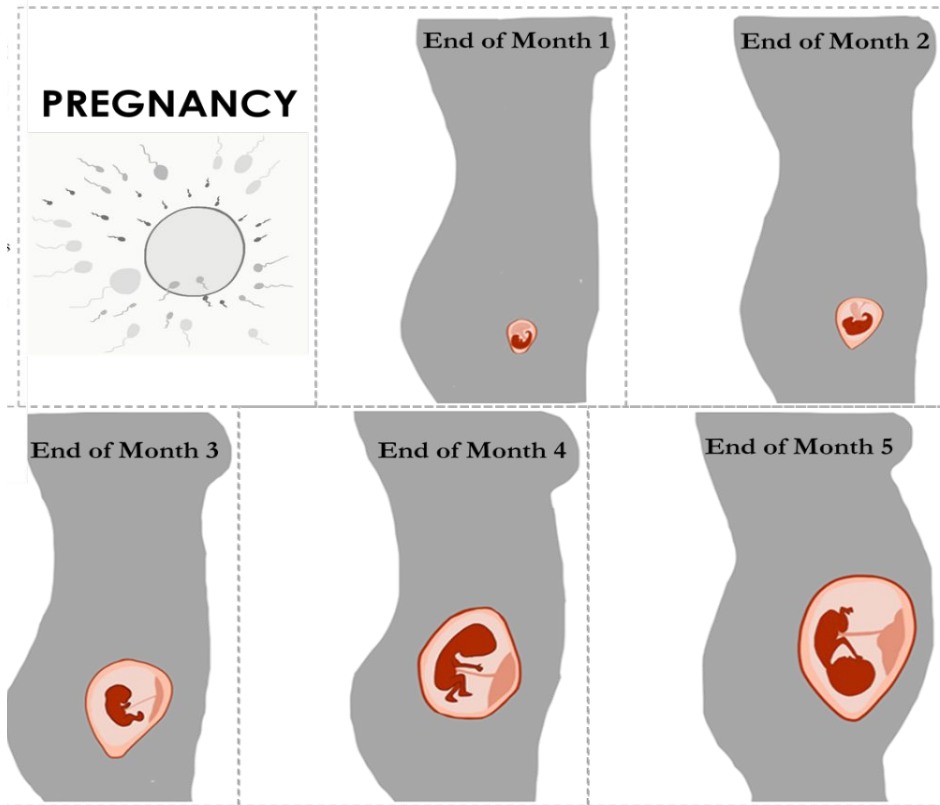 PREGNANCY
End of Month 1
End of Month 2
s
End of Month 3
End of Month 4
End of Month 5